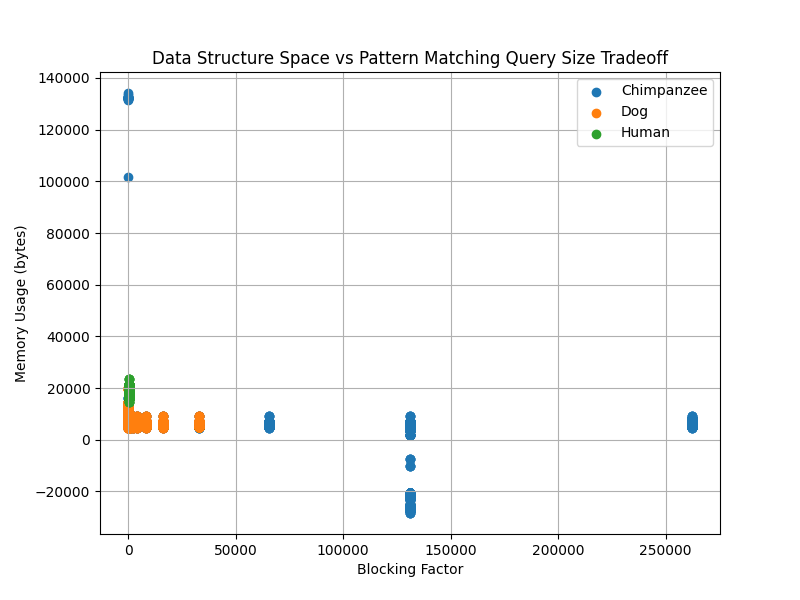 Data Structure Space vs Pattern Matching Query Size Tradeoff
Chimpanzee
Dog
Human
140000
120000
100000
80000
60000
40000
20000
0
−20000
Memory Usage (bytes)
0
50000
100000
150000
200000
250000
Blocking Factor